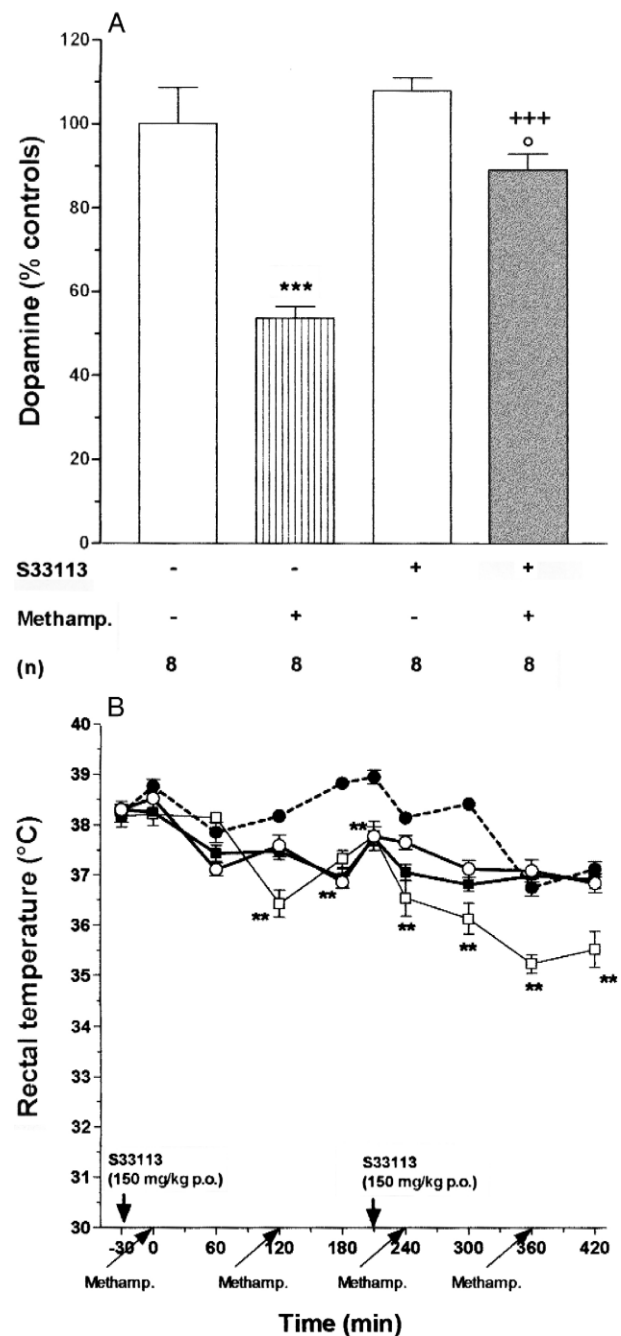 A
120
100
80
60
40
20
0
Dopamine (% controls)
***
+++
S33113 - - + +
Methamp. - + - +
(n) 8 8 8 8
B
40
39
38
37
36
35
34
33
32
31
30
Rectal temperature (°C)
** ** ** ** ** ** **
S33113
(150 mg/kg p.o.)
S33113
(150 mg/kg p.o.)
-30 0 60 120 180 240 300 360 420
Methamp. Methamp. Methamp. Methamp.
Time (min)